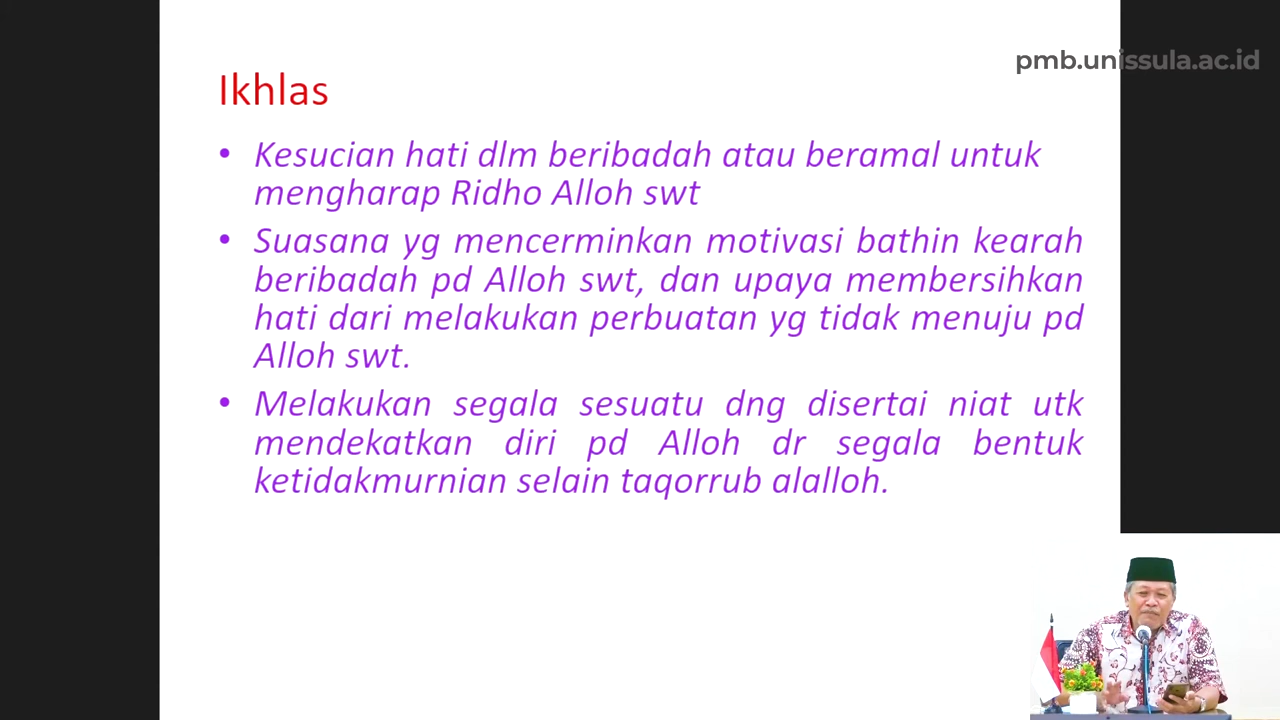 pmb.unissula.ac.id
Ikhlas
• Kesucian hati dlm beribadah atau beramal untuk
mengharap Ridho Alloh swt
• Suasana yg mencerminkan motivasi bathin kearah
beribadah pd Alloh swt, dan upaya membersihkan
hati dari melakukan perbuatan yg tidak menuju pd
Alloh swt.
• Melakukan segala sesuatu dng disertai niat utk
mendekatkan diri pd Alloh dr segala bentuk
ketidakmurnian selain taqorrub alalloh.